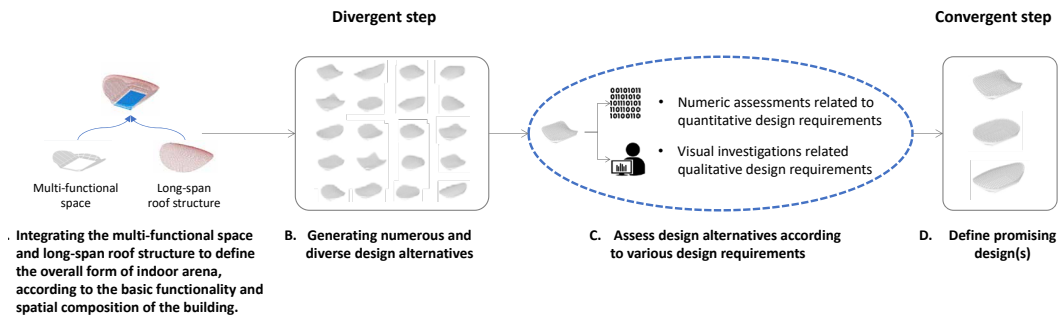 Divergent step
Convergent step
00101011
0110101
Numeric assessments related to
quantitative design requirements
Visual investigations related
qualitative design requirements
Multi-functional
space
Long-span
roof structure
. Integrating the multi-functional space
and long-span roof structure to define
the overall form of indoor arena,
according to the basic functionality and
spatial composition of the building.
B. Generating numerous and
diverse design alternatives
C. Assess design alternatives according
to various design requirements
D. Define promising
design(s)